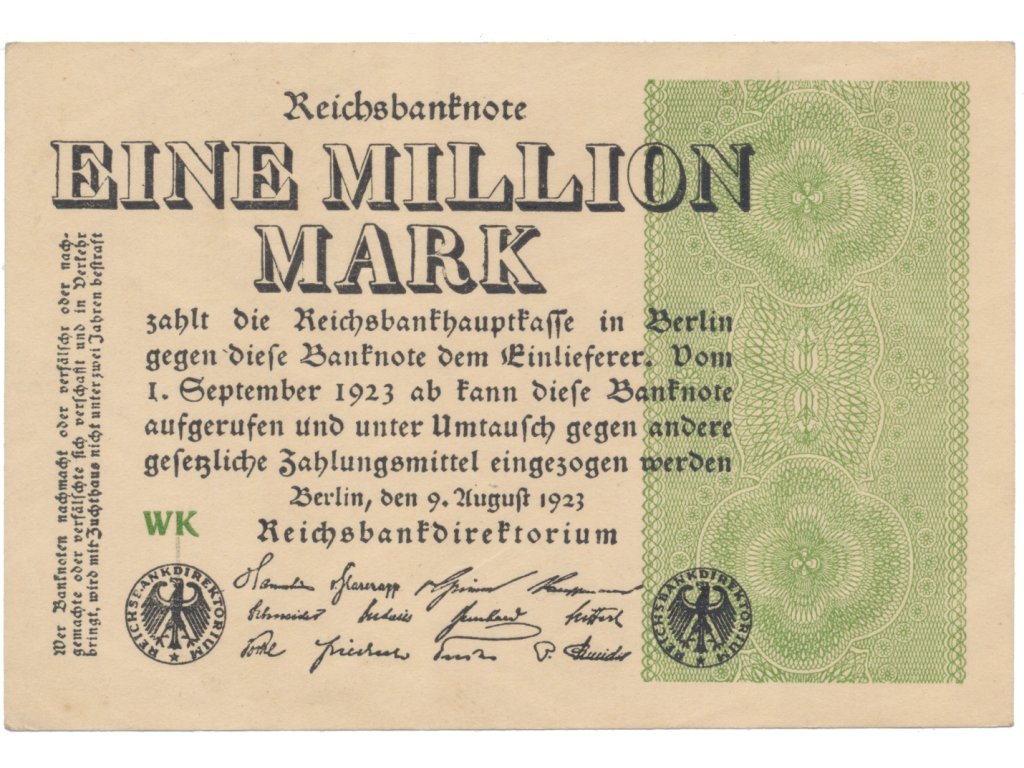 Reichsbanknote
EINE MILLION
MARK
zahlt die Reichsbankhauptkasse in Berlin
gegen diese Banknote dem Einlieferer. Vom
1. September 1923 ab kann diese Banknote
aufgerufen und unter Umtausch gegen andere
gesetzliche Zahlungsmittel eingezogen werden
Berlin, den 9. August 1923
Reichsbankdirektorium
WK
Wer Banknoten nachmacht oder verfälscht oder nach-
gemachte oder verfälschte sich verschafft und in Verkehr
bringt, wird mit Zuchthaus nicht unter zwei Jahren bestraft
REICHSBANKDIREKTORIUM
REICHSBANKDIREKTORIUM